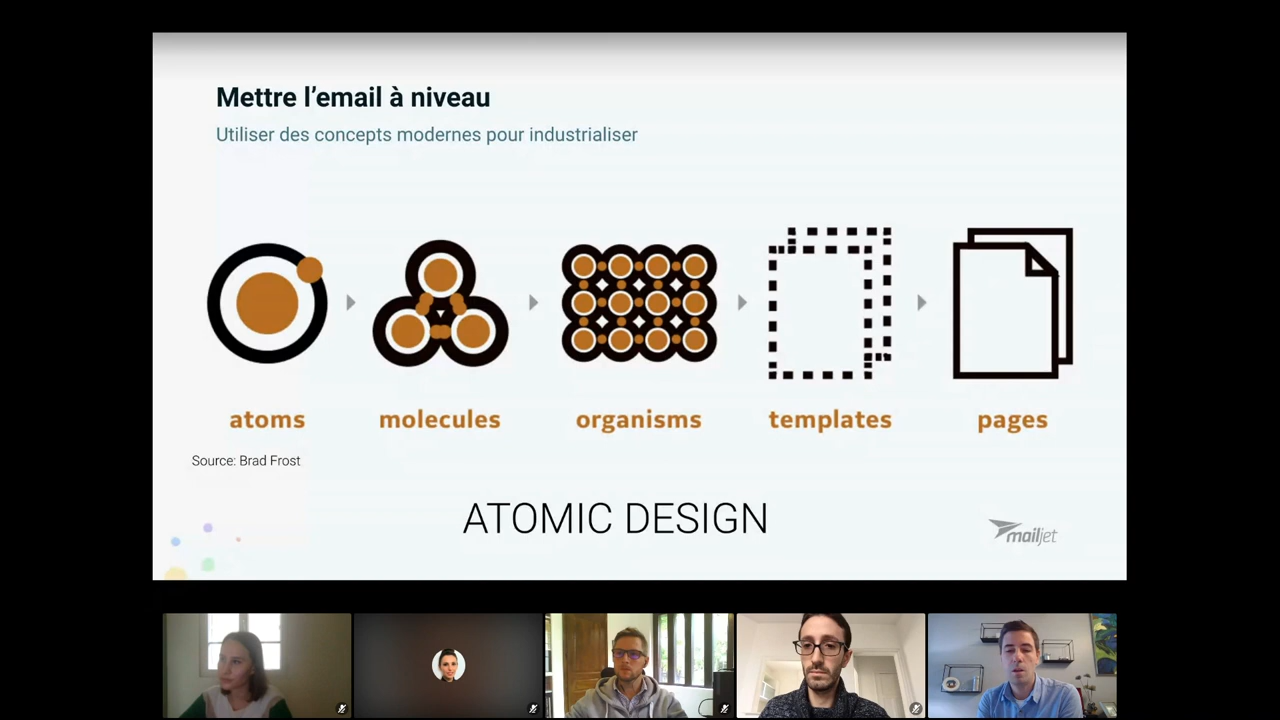 Mettre l’email à niveau
Utiliser des concepts modernes pour industrialiser
atoms molecules organisms templates pages
Source: Brad Frost
ATOMIC DESIGN
mailjet